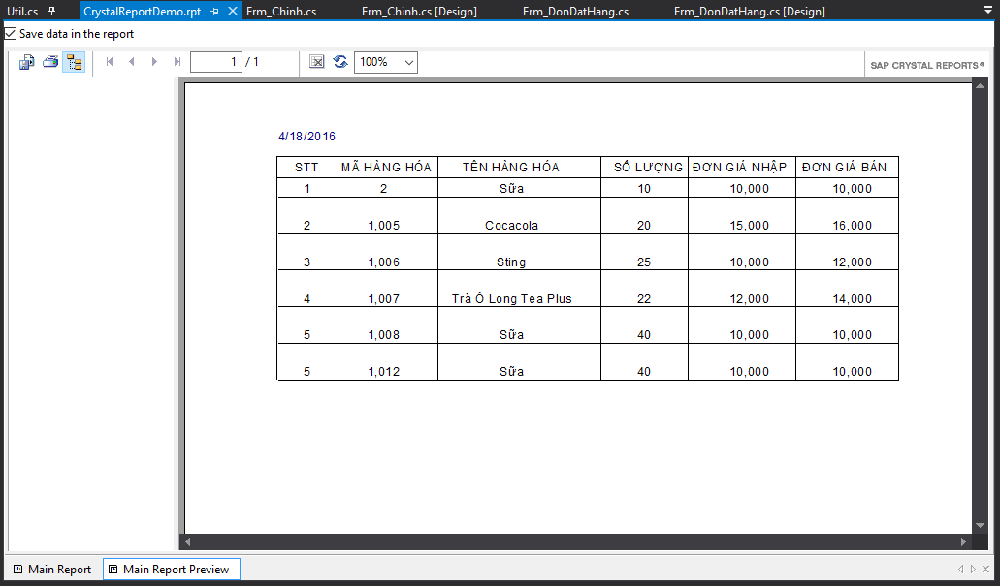 Util.cs CrystalReportDemo.rpt Frm_Chinh.cs Frm_Chinh.cs [Design] Frm_DonDatHang.cs Frm_DonDatHang.cs [Design]
Save data in the report
1 / 1 100% SAP CRYSTAL REPORTS®
4/18/2016
STT MÃ HÀNG HÓA TÊN HÀNG HÓA SỐ LƯỢNG ĐƠN GIÁ NHẬP ĐƠN GIÁ BÁN
1 2 Sữa 10 10,000 10,000
2 1,005 Cocacola 20 15,000 16,000
3 1,006 Sting 25 10,000 12,000
4 1,007 Trà Ô Long Tea Plus 22 12,000 14,000
5 1,008 Sữa 40 10,000 10,000
5 1,012 Sữa 40 10,000 10,000
Main Report Main Report Preview